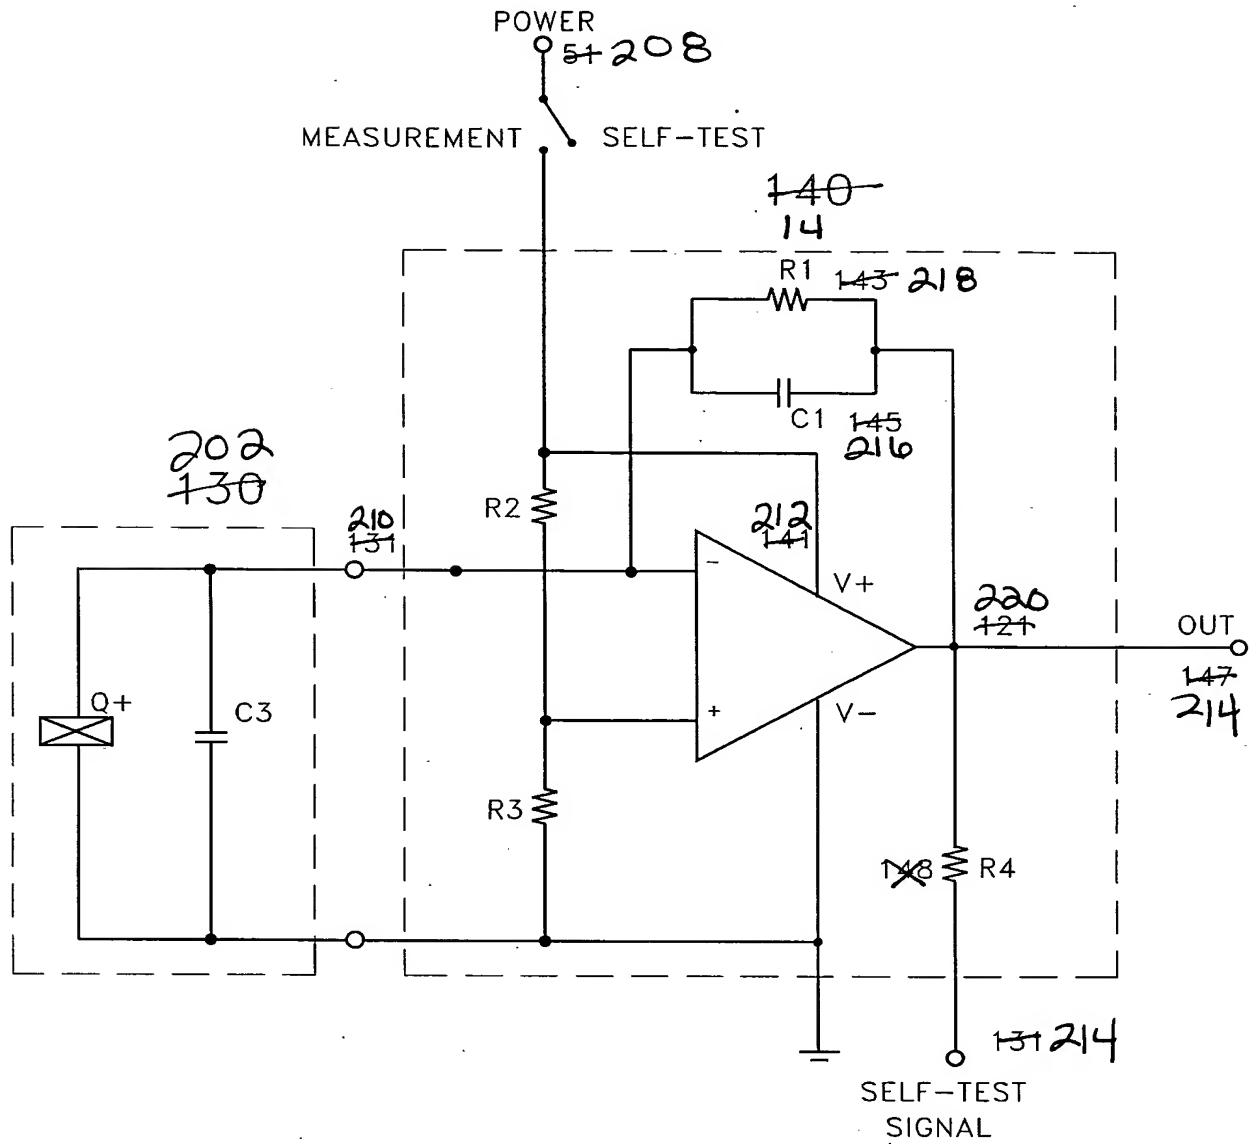 POWER
51 208
MEASUREMENT
SELF-TEST
140
14
R1
143 218
C1
145
216
202
130
R2
210
131
212
141
-
V+
220
121
OUT
147
214
Q+
C3
+
V-
R3
148
R4
131 214
SELF-TEST
SIGNAL